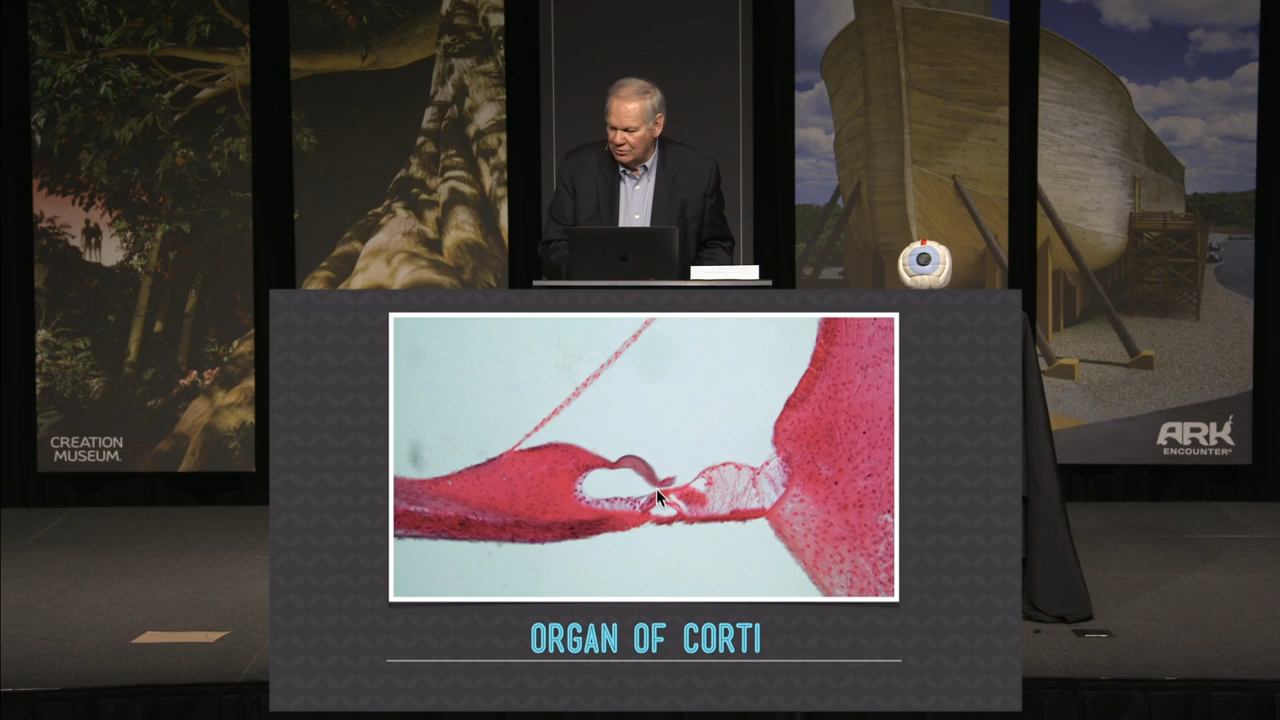 CREATION
MUSEUM
ARK
ENCOUNTER
ORGAN OF CORTI